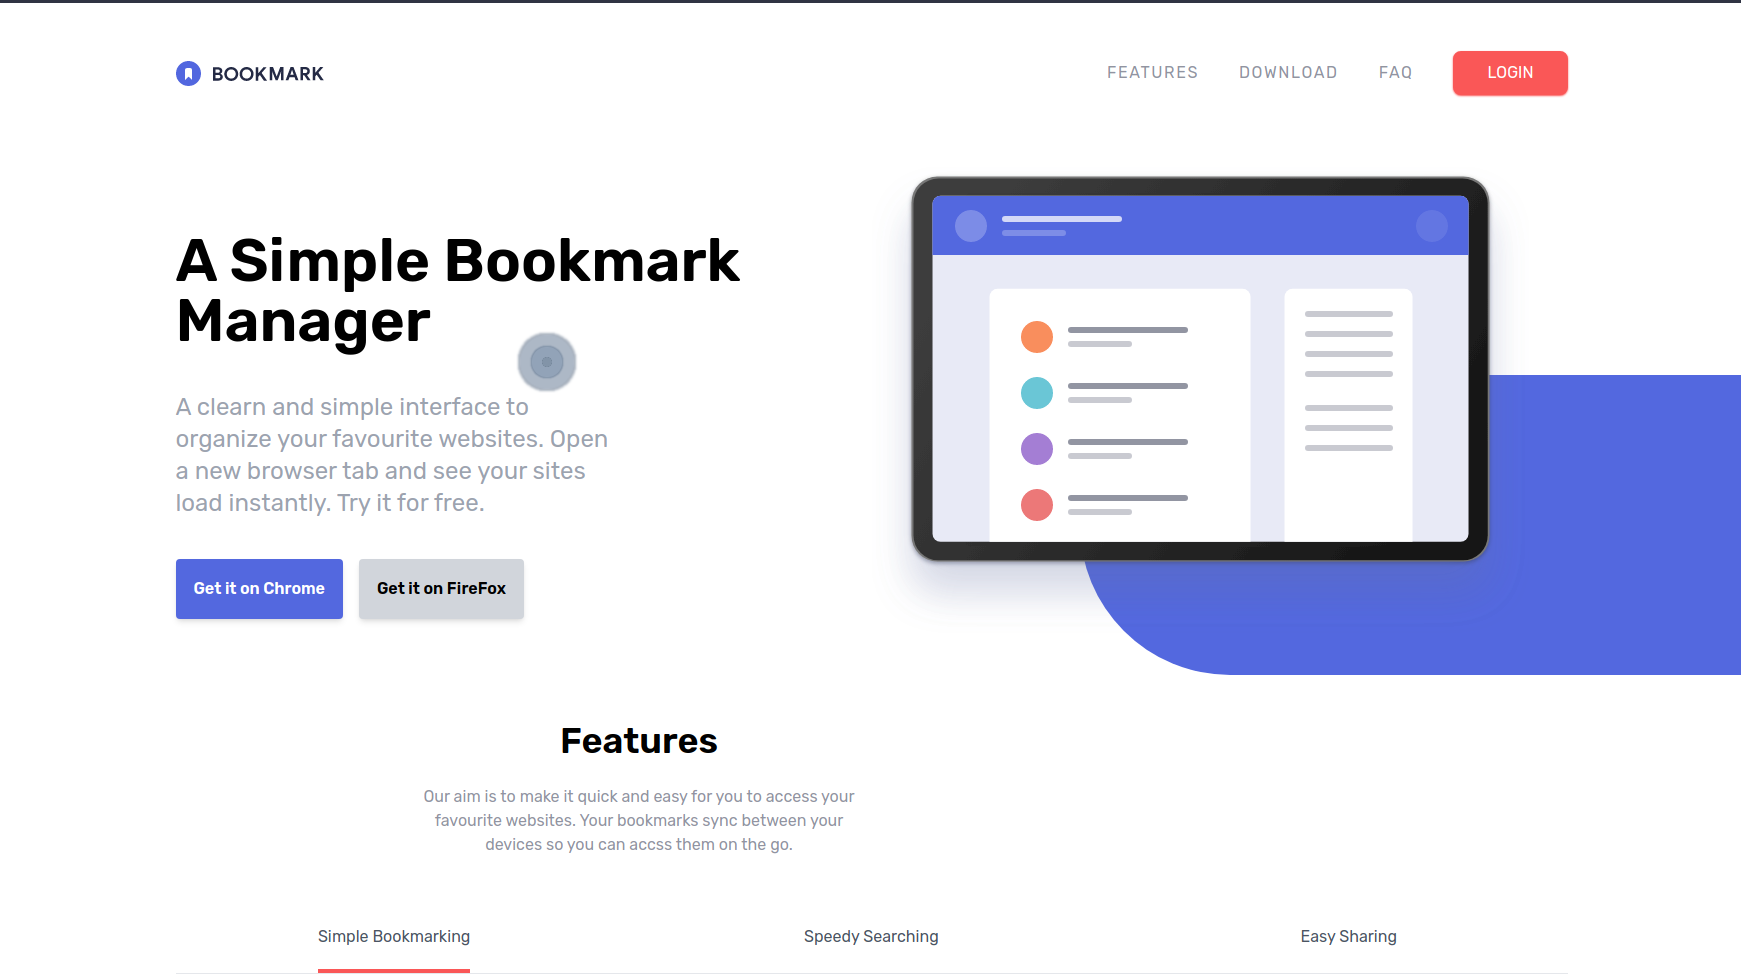 BOOKMARK
FEATURES DOWNLOAD FAQ LOGIN
A Simple Bookmark
Manager
A clearn and simple interface to
organize your favourite websites. Open
a new browser tab and see your sites
load instantly. Try it for free.
Get it on Chrome Get it on FireFox
Features
Our aim is to make it quick and easy for you to access your
favourite websites. Your bookmarks sync between your
devices so you can accss them on the go.
Simple Bookmarking Speedy Searching Easy Sharing